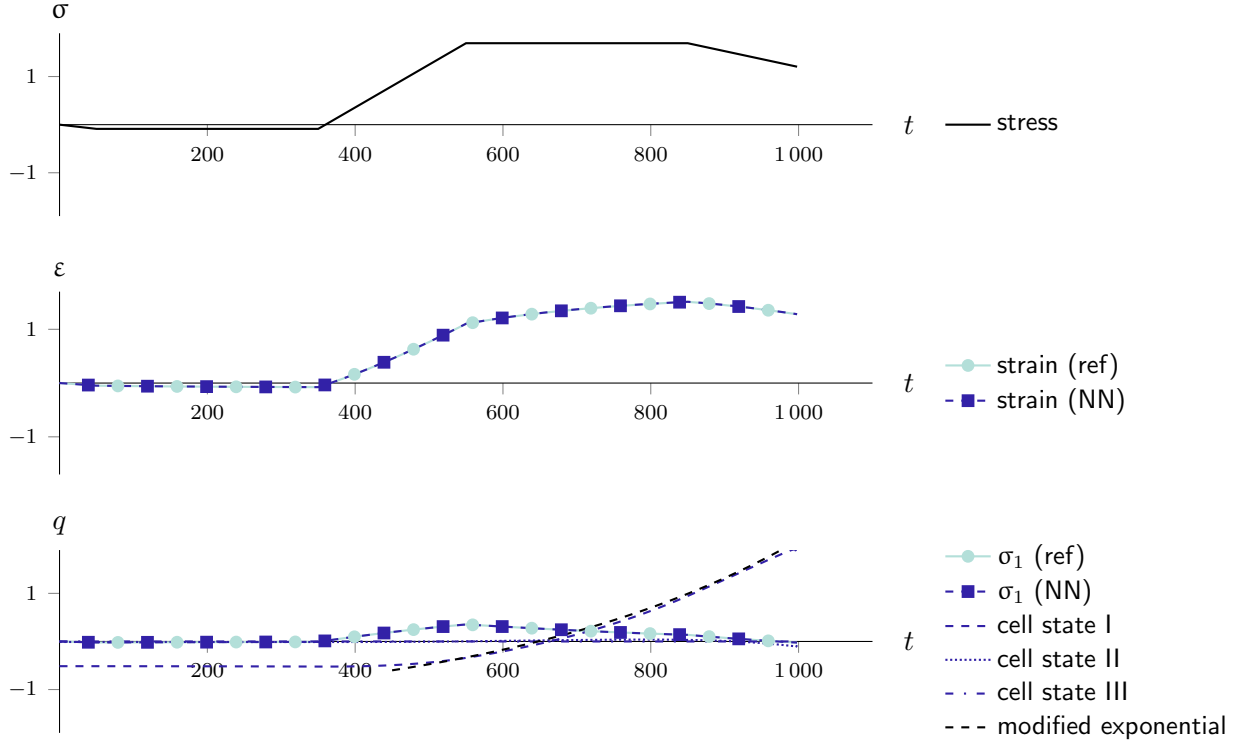 σ
1
−1
200 400 600 800 1 000
t
stress
ε
1
−1
200 400 600 800 1 000
t
strain (ref)
strain (NN)
q
1
−1
200 400 600 800 1 000
t
σ₁ (ref)
σ₁ (NN)
cell state I
cell state II
cell state III
modified exponential